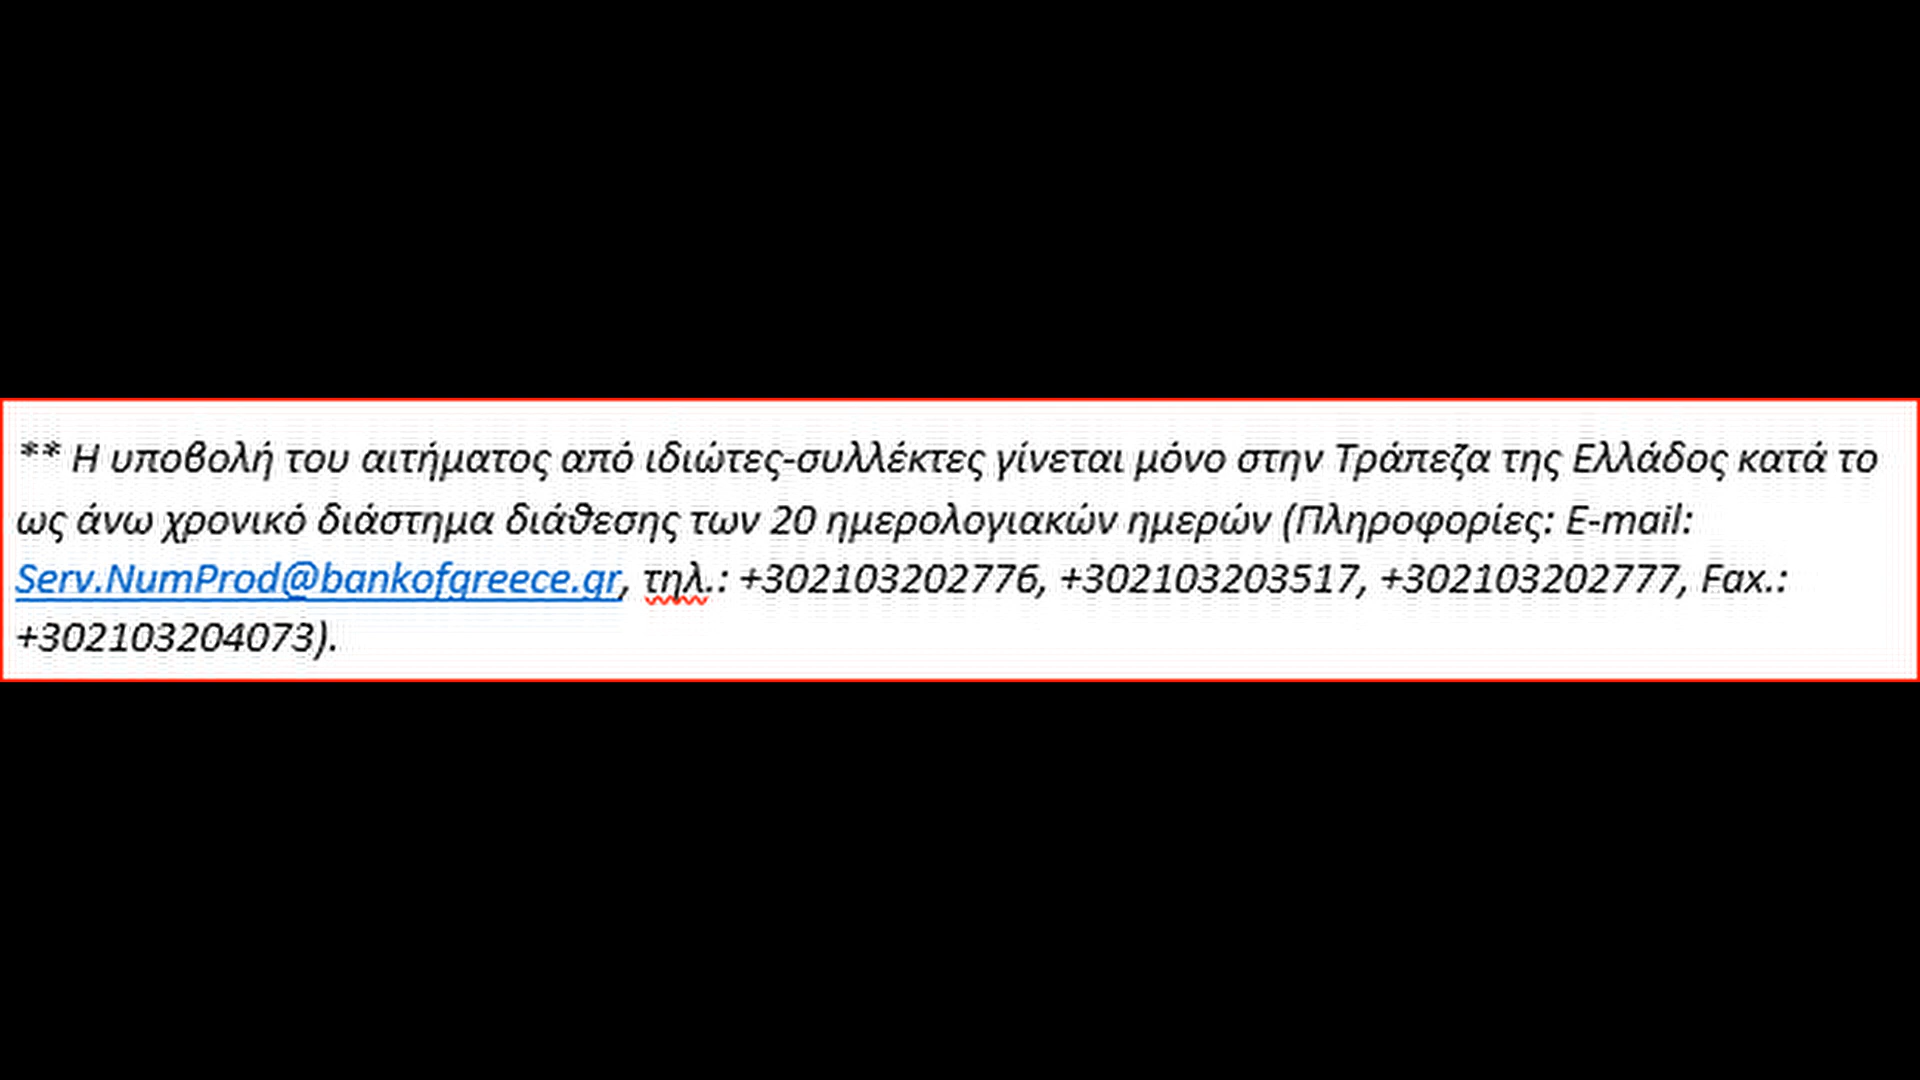 ** Η υποβολή του αιτήματος από ιδιώτες-συλλέκτες γίνεται μόνο στην Τράπεζα της Ελλάδος κατά το
ως άνω χρονικό διάστημα διάθεσης των 20 ημερολογιακών ημερών (Πληροφορίες: E-mail:
Serv.NumProd@bankofgreece.gr, τηλ.: +302103202776, +302103203517, +302103202777, Fax.:
+302103204073).